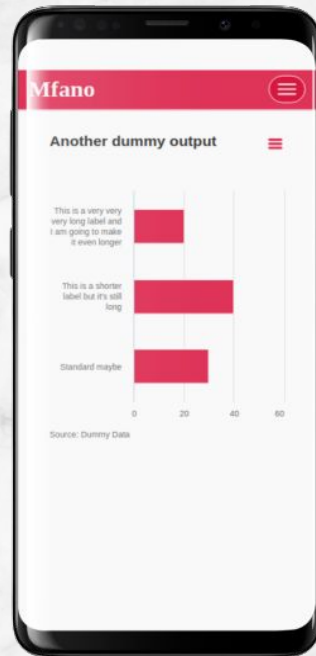 Mfano
Another dummy output
This is a very very
very long label and
I am going to make
it even longer
This is a shorter
label but it's still
long
Standard maybe
0 20 40 60
Source: Dummy Data